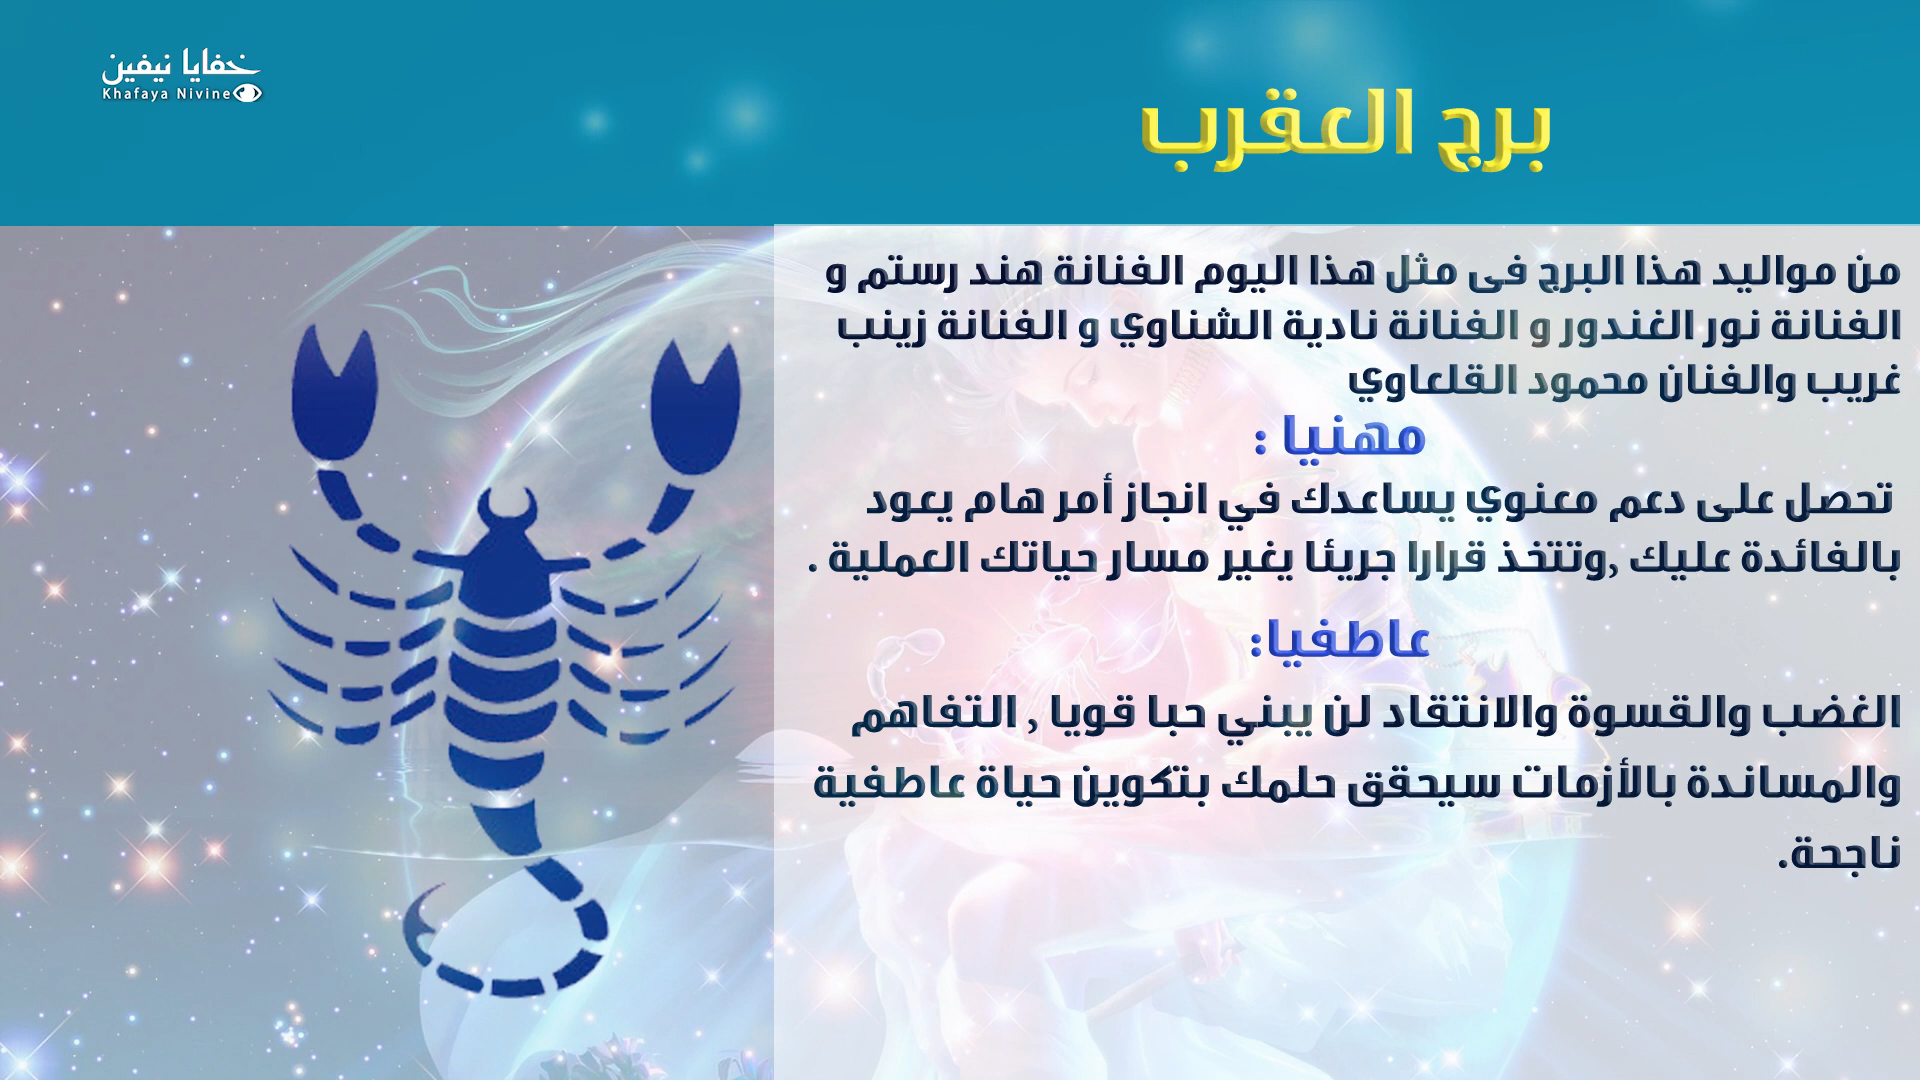 خفايا نيفين
Khafaya Nivine
برج العقرب
من مواليد هذا البرج فى مثل هذا اليوم الفنانة هند رستم و
الفنانة نور الغندور و الفنانة نادية الشناوي و الفنانة زينب
غريب والفنان محمود القلعاوي
مهنيا :
تحصل على دعم معنوي يساعدك في انجاز أمر هام يعود
بالفائدة عليك ,وتتخذ قرارا جريئا يغير مسار حياتك العملية .
عاطفيا:
الغضب والقسوة والانتقاد لن يبني حبا قويا , التفاهم
والمساندة بالأزمات سيحقق حلمك بتكوين حياة عاطفية
ناجحة.